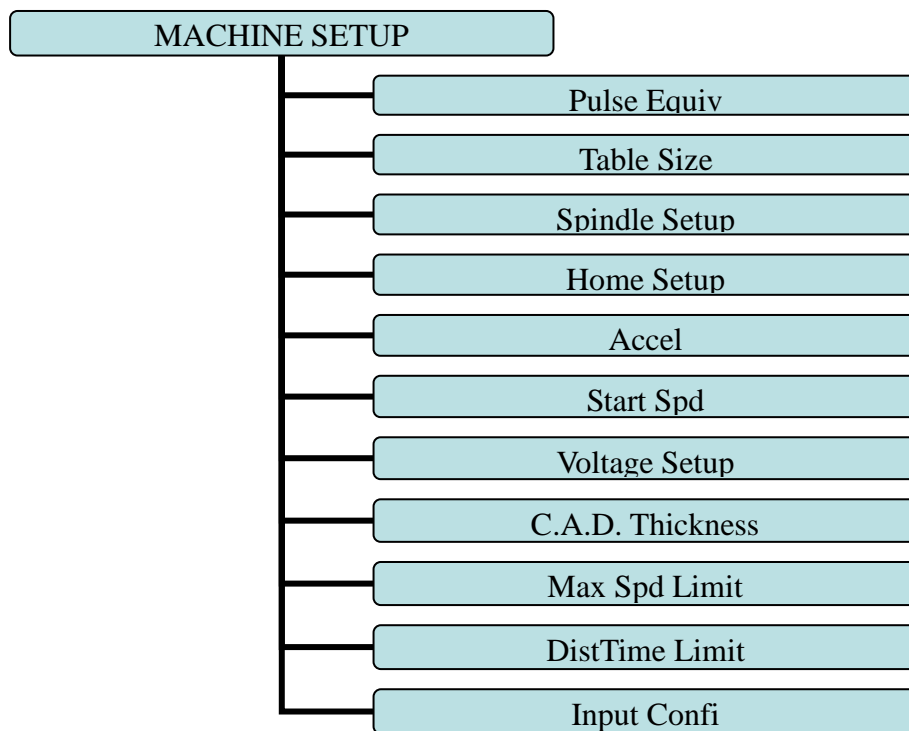 MACHINE SETUP
Pulse Equiv
Table Size
Spindle Setup
Home Setup
Accel
Start Spd
Voltage Setup
C.A.D. Thickness
Max Spd Limit
DistTime Limit
Input Confi